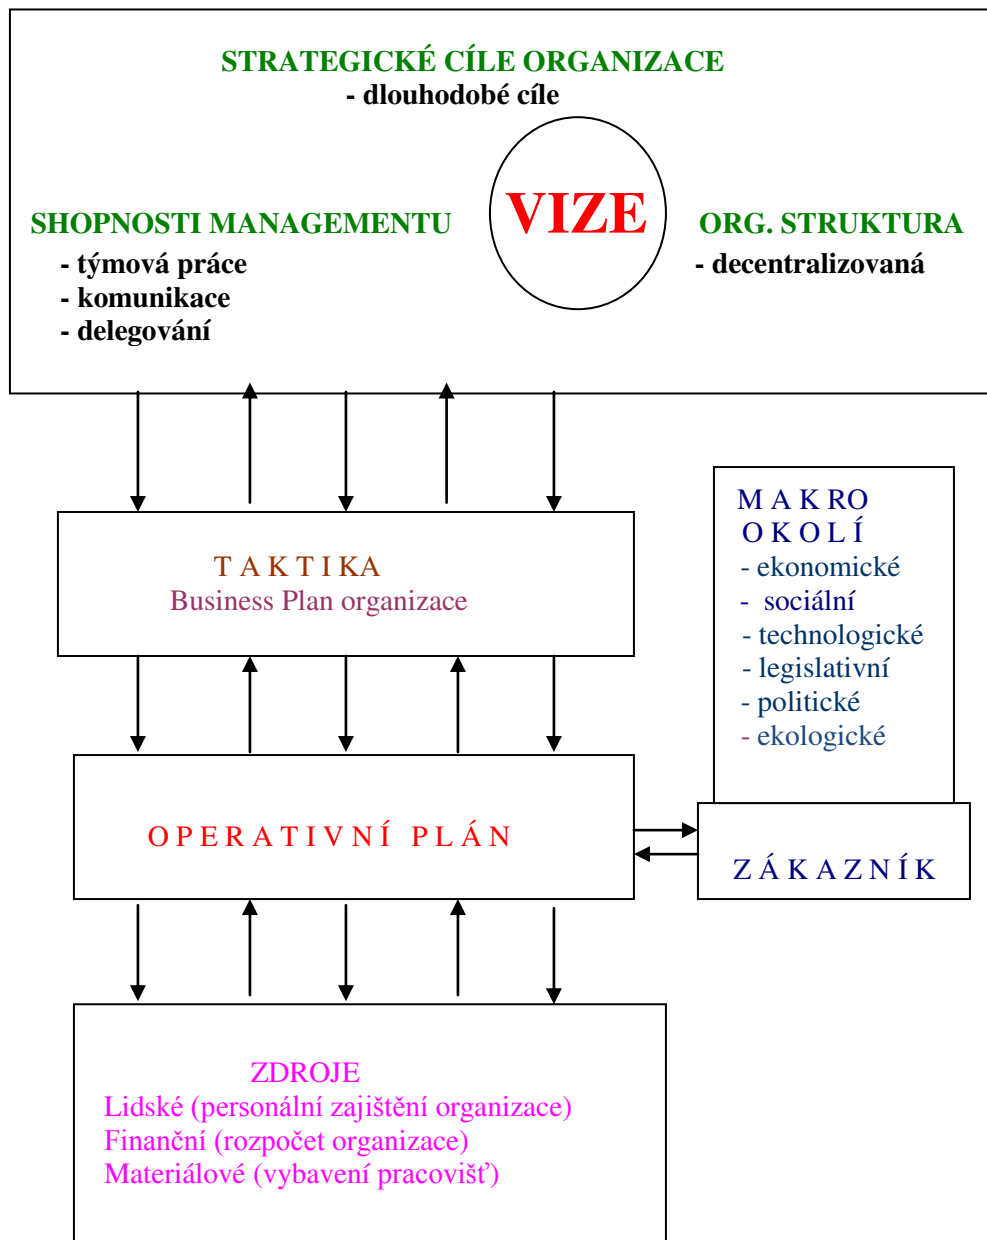 STRATEGICKÉ CÍLE ORGANIZACE
- dlouhodobé cíle
VIZE
SHOPNOSTI MANAGEMENTU
- týmová práce
- komunikace
- delegování
ORG. STRUKTURA
- decentralizovaná
T A K T I KA
Business Plan organizace
M A K RO
O K O L Í
- ekonomické
- sociální
- technologické
- legislativní
- politické
- ekologické
O P E R A T I V N Í P L Á N
Z Á K A Z N Í K
ZDROJE
Lidské (personální zajištění organizace)
Finanční (rozpočet organizace)
Materiálové (vybavení pracovišť)